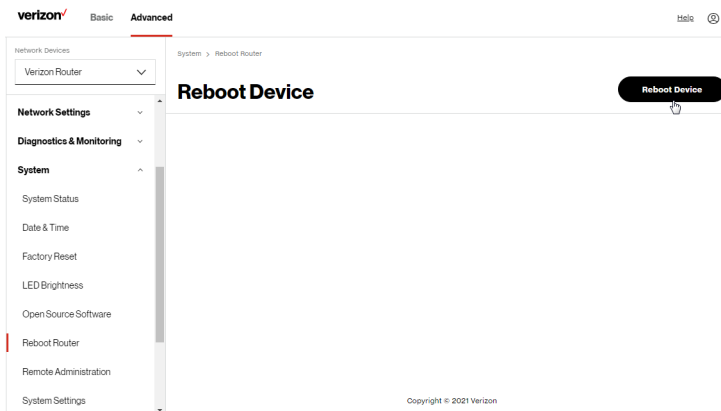 verizon
Basic
Advanced
Help
Network Devices
Verizon Router
Network Settings
Diagnostics & Monitoring
System
System Status
Date & Time
Factory Reset
LED Brightness
Open Source Software
Reboot Router
Remote Administration
System Settings
System > Reboot Router
Reboot Device
Reboot Device
Copyright © 2021 Verizon